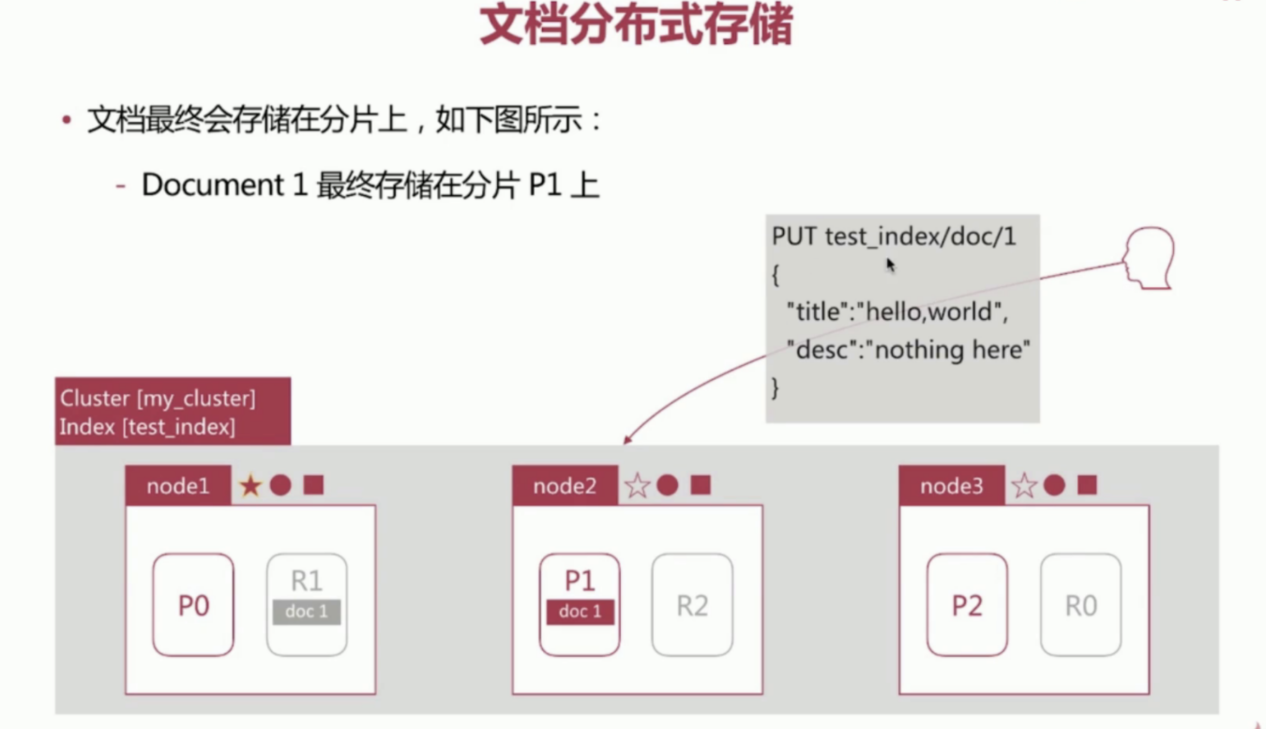 文档分布式存储
• 文档最终会存储在分片上，如下图所示：
- Document 1 最终存储在分片 P1 上
PUT test_index/doc/1
{
"title":"hello,world",
"desc":"nothing here"
}
Cluster [my_cluster]
Index [test_index]
node1
node2
node3
P0
R1
doc 1
P1
doc 1
R2
P2
R0